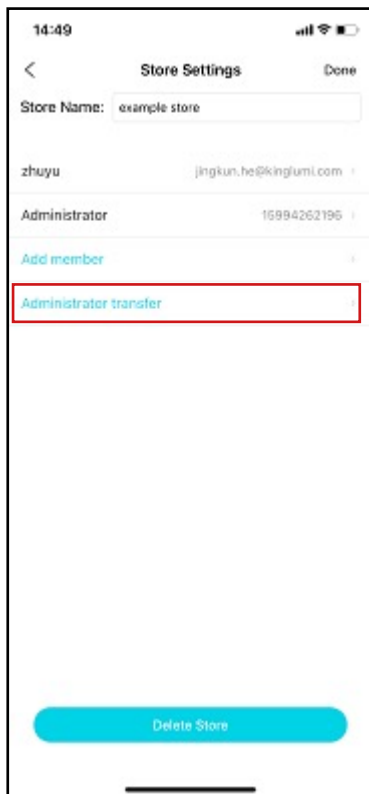 14:49
Store Settings Done
Store Name: example store
zhuyu jingkun.he@kinglumi.com
Administrator 15994262196
Add member
Administrator transfer
Delete Store